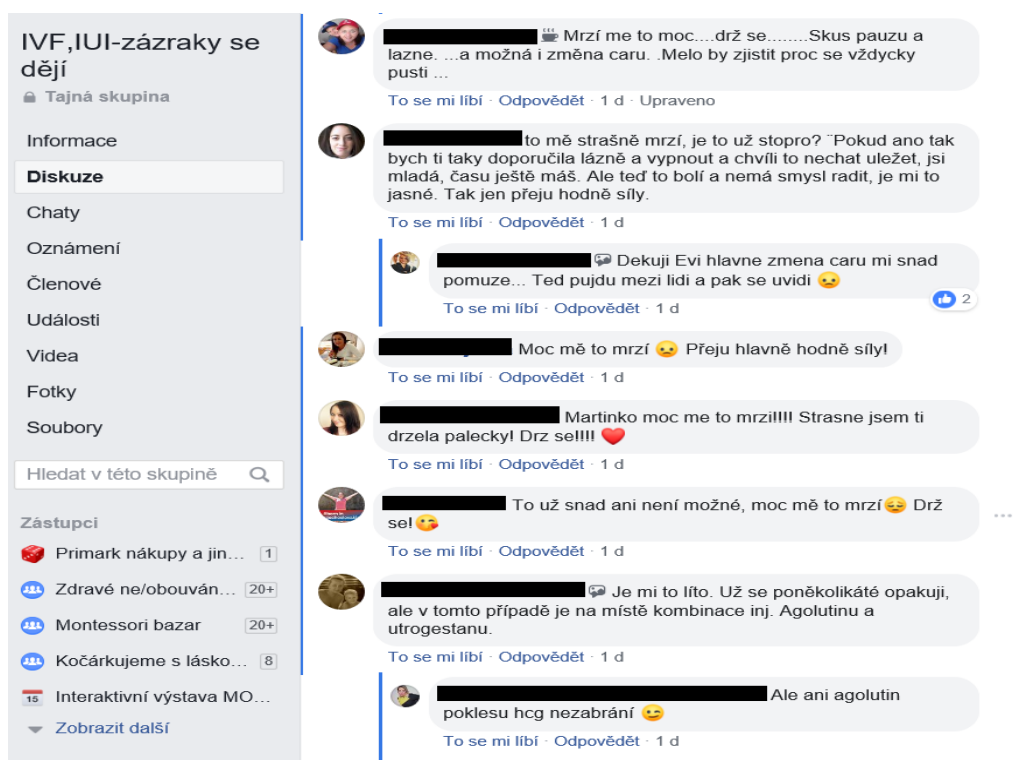 IVF,IUI-zázraky se
dějí
Tajná skupina
Informace
Diskuze
Chaty
Oznámení
Členové
Události
Videa
Fotky
Soubory
Hledat v této skupině
Zástupci
Primark nákupy a jin... 1
Zdravé ne/obouván... 20+
Montessori bazar 20+
Kočárkujeme s lásko... 8
15 Interaktivní výstava MO...
Zobrazit další
Mrzí me to moc....drž se........Skus pauzu a
lazne. ...a možná i změna caru. .Melo by zjistit proc se vždycky
pusti ...
To se mi líbí · Odpovědět · 1 d · Upraveno
to mě strašně mrzí, je to už stopro? ¨Pokud ano tak
bych ti taky doporučila lázně a vypnout a chvíli to nechat uležet, jsi
mladá, času ještě máš. Ale teď to bolí a nemá smysl radit, je mi to
jasné. Tak jen přeju hodně síly.
To se mi líbí · Odpovědět · 1 d
Dekuji Evi hlavne zmena caru mi snad
pomuze... Ted pujdu mezi lidi a pak se uvidi 😞
2
To se mi líbí · Odpovědět · 1 d
Moc mě to mrzí 😞 Přeju hlavně hodně síly!
To se mi líbí · Odpovědět · 1 d
Martinko moc me to mrzi!!!! Strasne jsem ti
drzela palecky! Drz se!!!! ❤
To se mi líbí · Odpovědět · 1 d
To už snad ani není možné, moc mě to mrzí😔 Drž
se!😘
To se mi líbí · Odpovědět · 1 d
Je mi to líto. Už se poněkolikáté opakuji,
ale v tomto případě je na místě kombinace inj. Agolutinu a
utrogestanu.
To se mi líbí · Odpovědět · 1 d
Ale ani agolutin
poklesu hcg nezabrání 😉
To se mi líbí · Odpovědět · 1 d